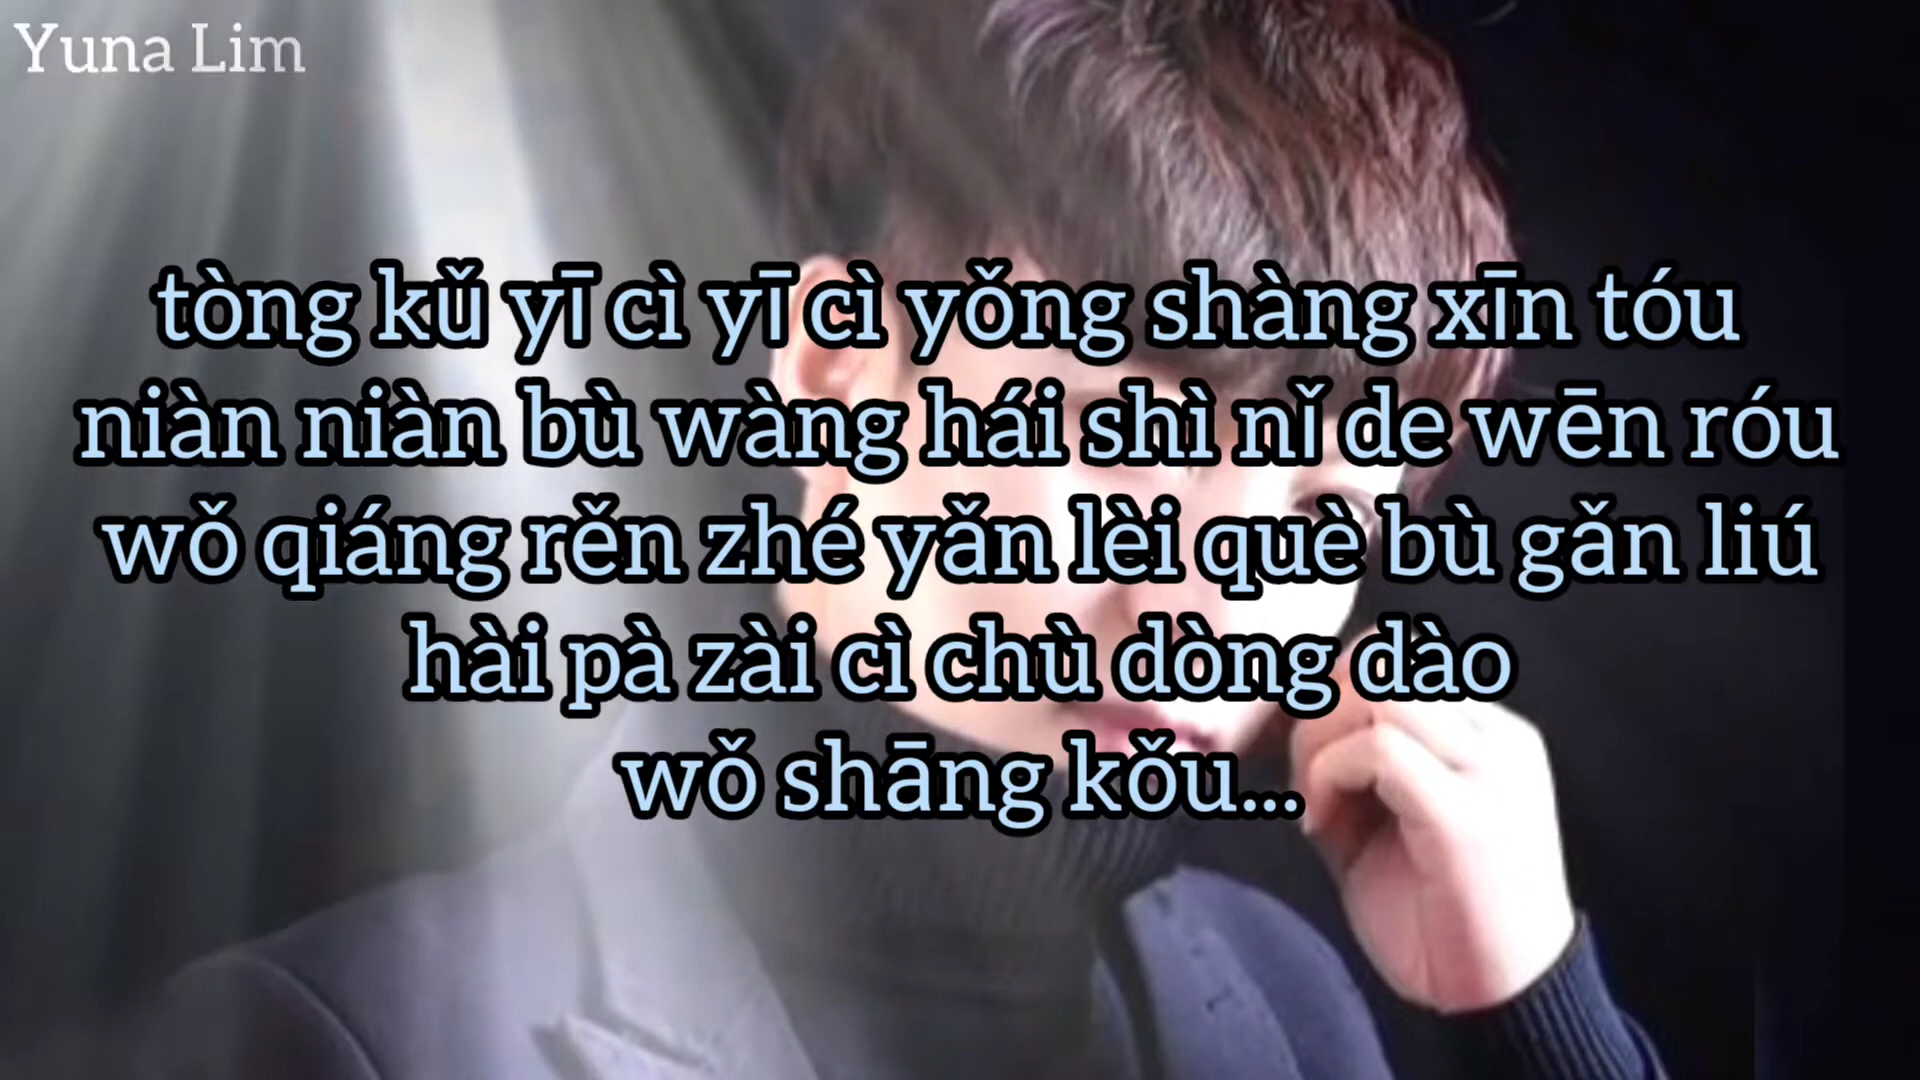 Yuna Lim
tòng kǔ yī cì yī cì yǒng shàng xīn tóu
niàn niàn bù wàng hái shì nǐ de wēn róu
wǒ qiáng rěn zhé yǎn lèi què bù gǎn liú
hài pà zài cì chù dòng dào
wǒ shāng kǒu...